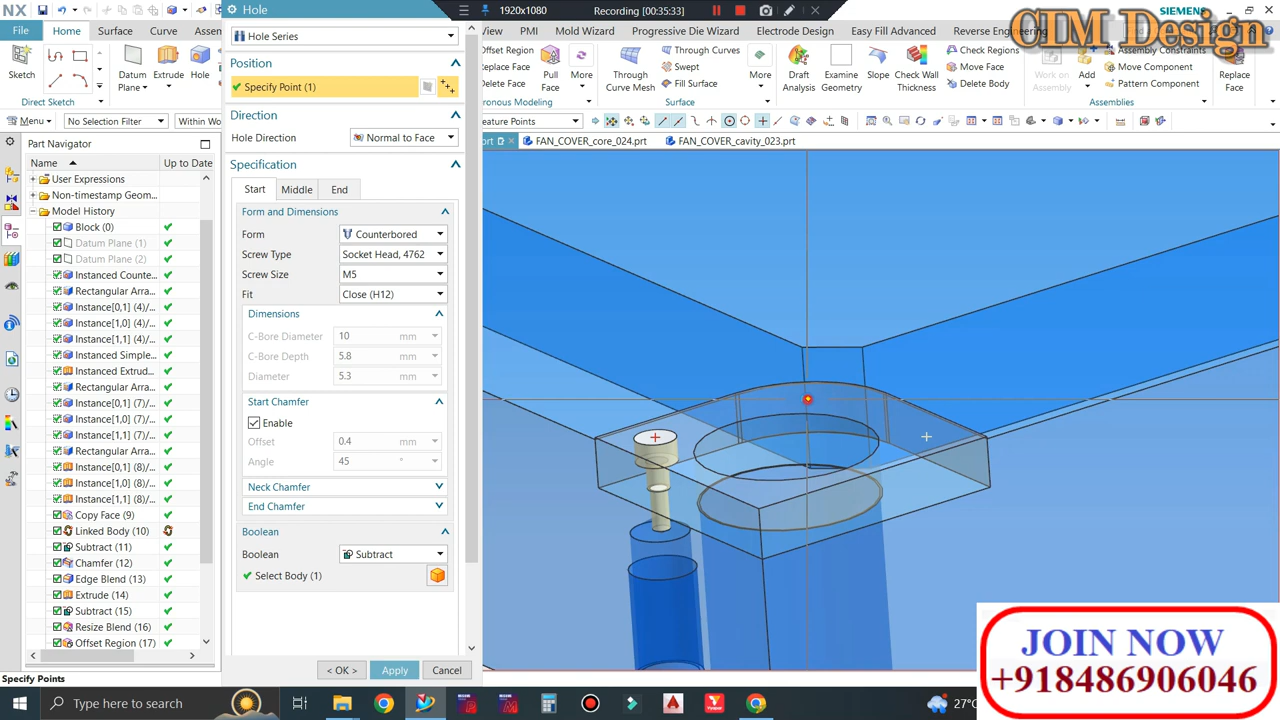 NX
Hole
1920x1080
Recording [00:35:33]
SIEMENS
CIM Design
File
Home
Surface
Curve
Assem
PMI
Mold Wizard
Progressive Die Wizard
Electrode Design
Easy Fill Advanced
Reverse Engineering
Sketch
Datum
Plane
Extrude
Hole
Direct Sketch
Offset Region
Replace Face
Delete Face
Pull
Face
More
Through
Curve Mesh
Through Curves
Sweep
Fill Surface
More
Draft
Analysis
Examine
Geometry
Slope
Check Wall
Thickness
Check Regions
Move Face
Delete Body
Work on
Assembly
Add
Assembly Constraints
Move Component
Pattern Component
Replace
Face
onous Modeling
Surface
Assemblies
Menu
No Selection Filter
Within Wo
eature Points
Part Navigator
Name
Up to Date
User Expressions
Non-timestamp Geom...
Model History
Block (0)
Datum Plane (1)
Datum Plane (2)
Instanced Counte...
Rectangular Arra...
Instance[0,1] (4)/...
Instance[1,0] (4)/...
Instance[1,1] (4)/...
Instanced Simple...
Instanced Extrud...
Rectangular Arra...
Instance[0,1] (7)/...
Instance[1,0] (7)/...
Instance[1,1] (7)/...
Rectangular Arra...
Instance[0,1] (8)/...
Instance[1,0] (8)/...
Instance[1,1] (8)/...
Copy Face (9)
Linked Body (10)
Subtract (11)
Chamfer (12)
Edge Blend (13)
Extrude (14)
Subtract (15)
Resize Blend (16)
Offset Region (17)
Hole Series
Position
Specify Point (1)
Direction
Hole Direction
Normal to Face
Specification
Start
Middle
End
Form and Dimensions
Form
Counterbored
Screw Type
Socket Head, 4762
Screw Size
M5
Fit
Close (H12)
Dimensions
C-Bore Diameter
10
mm
C-Bore Depth
5.8
mm
Diameter
5.3
mm
Start Chamfer
Enable
Offset
0.4
mm
Angle
45
°
Neck Chamfer
End Chamfer
Boolean
Boolean
Subtract
Select Body (1)
< OK >
Apply
Cancel
prt
FAN_COVER_core_024.prt
FAN_COVER_cavity_023.prt
Specify Points
JOIN NOW
+918486906046
Type here to search
27°C